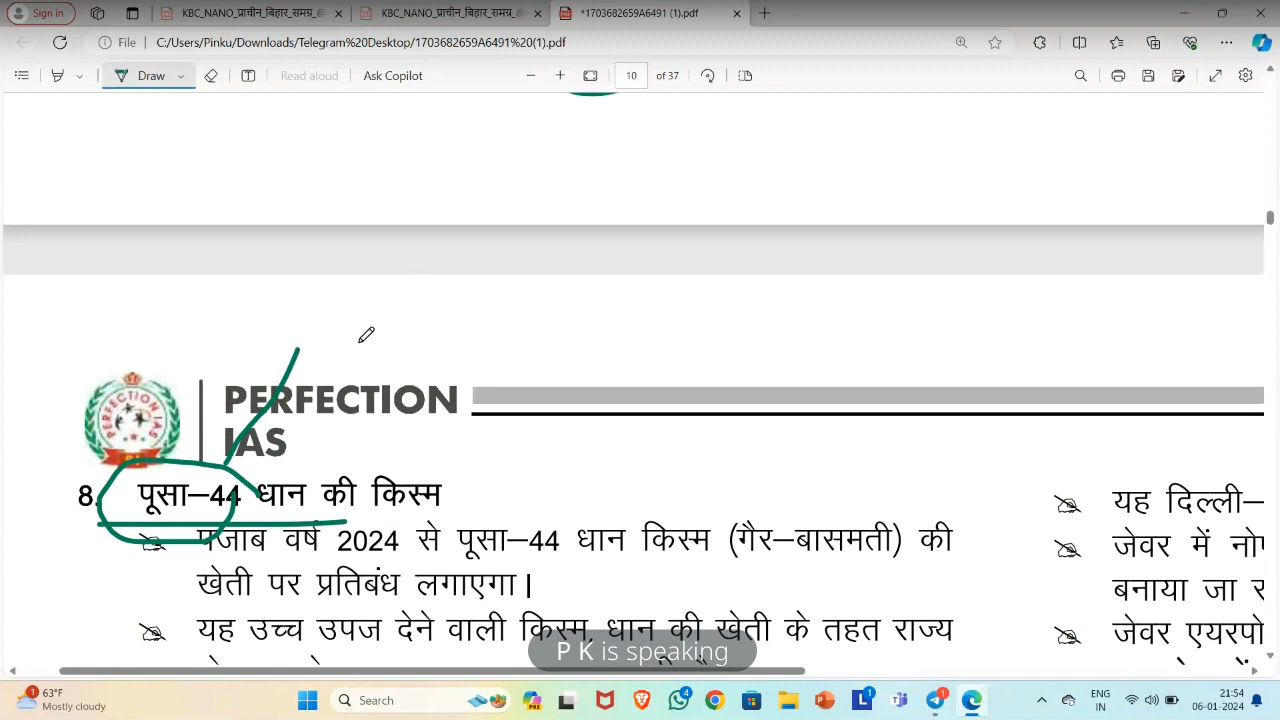 Sign in
KBC_NANO_प्राचीन_बिहार_समग्र_@
KBC_NANO_प्राचीन_बिहार_समग्र_@
*1703682659A6491 (1).pdf
File
C:/Users/Pinku/Downloads/Telegram%20Desktop/1703682659A6491%20(1).pdf
Draw
Read aloud
Ask Copilot
10 of 37
PERFECTION
IAS
8. पूसा–44 धान की किस्म
पंजाब वर्ष 2024 से पूसा–44 धान किस्म (गैर–बासमती) की
खेती पर प्रतिबंध लगाएगा।
यह उच्च उपज देने वाली किस्म, धान की खेती के तहत राज्य
यह दिल्ली–
जेवर में
बनाया जा
जेवर एयरपो
P K is speaking
63°F
Mostly cloudy
Search
ENG
IN
21:54
06-01-2024